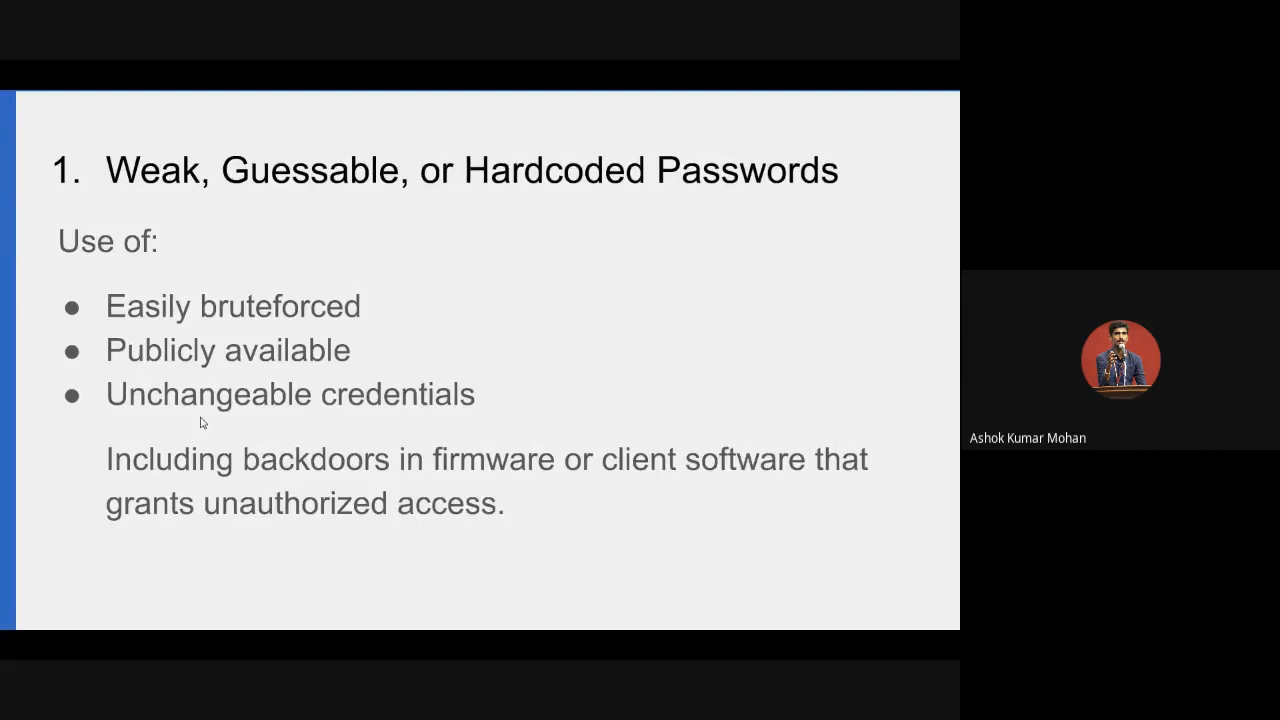 1. Weak, Guessable, or Hardcoded Passwords
Use of:
● Easily bruteforced
● Publicly available
● Unchangeable credentials
Including backdoors in firmware or client software that
grants unauthorized access.
Ashok Kumar Mohan